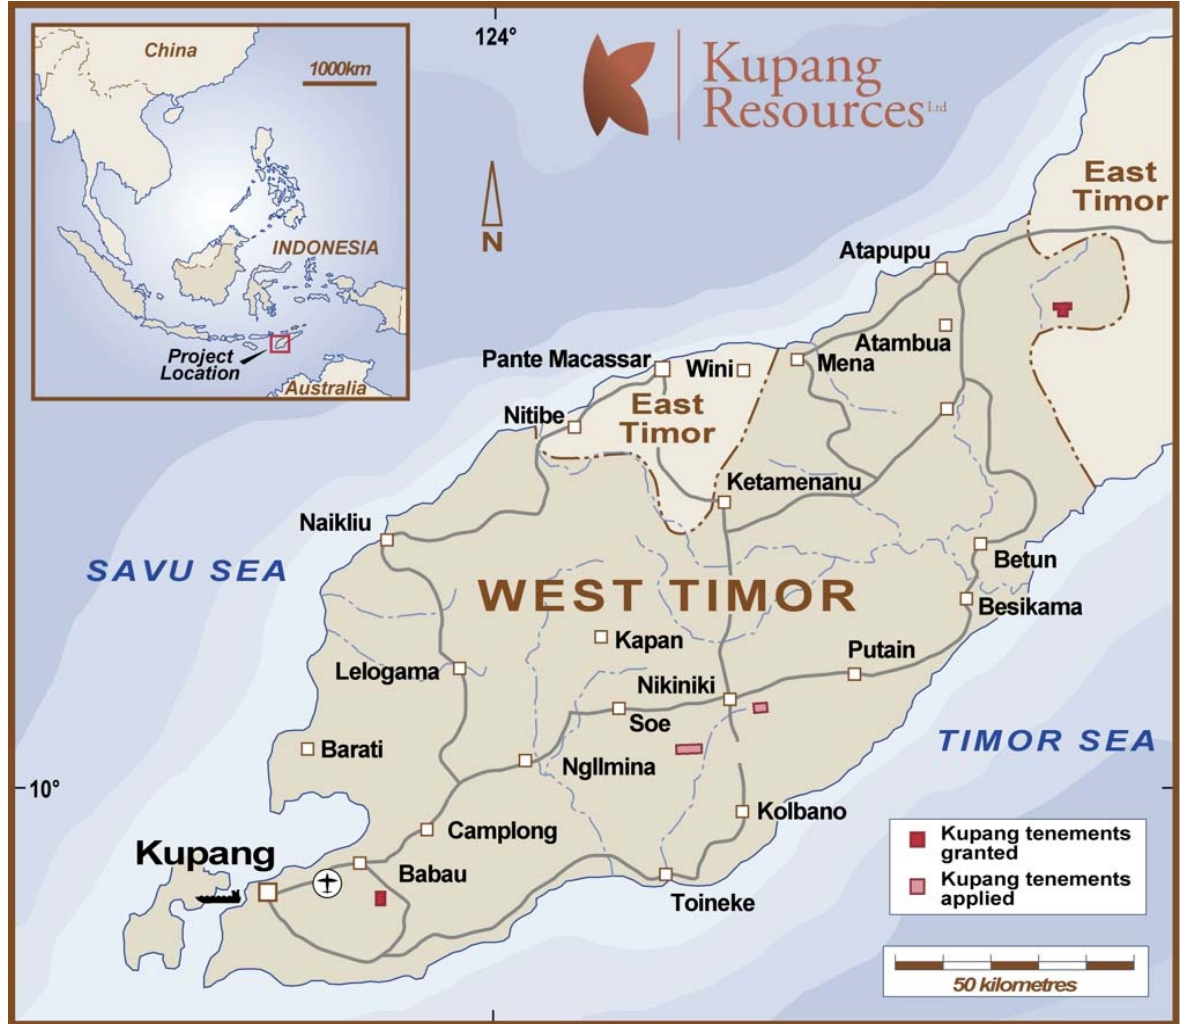 124°
Kupang
Resources Ltd
China
1000km
INDONESIA
Project
Location
Australia
N
East
Timor
Atapupu
Atambua
Pante Macassar
Wini
Mena
Nitibe
East
Timor
Ketamenanu
Naikliu
SAVU SEA
WEST TIMOR
Betun
Besikama
Kapan
Putain
Lelogama
Nikiniki
Soe
Barati
Ngllmina
TIMOR SEA
10°
Kolbano
Camplong
Kupang
Babau
Toineke
Kupang tenements
granted
Kupang tenements
applied
50 kilometres